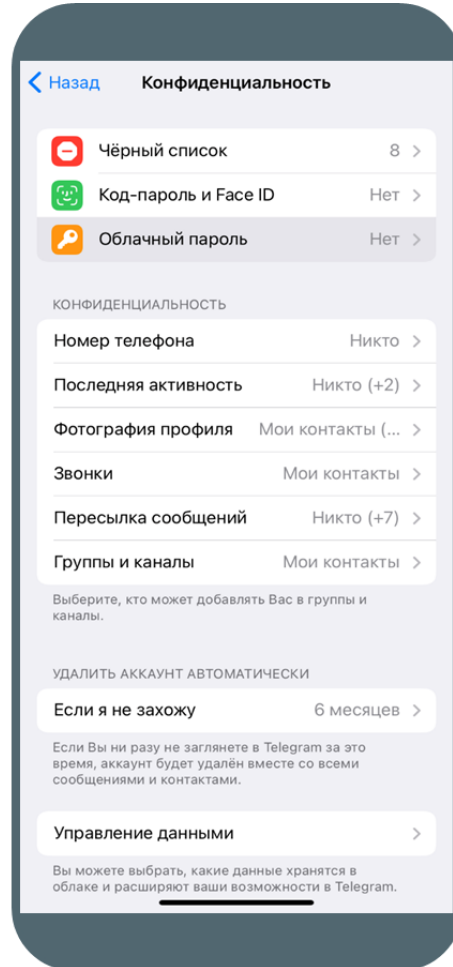 Назад Конфиденциальность
Чёрный список 8
Код-пароль и Face ID Нет
Облачный пароль Нет
КОНФИДЕНЦИАЛЬНОСТЬ
Номер телефона Никто
Последняя активность Никто (+2)
Фотография профиля Мои контакты (...
Звонки Мои контакты
Пересылка сообщений Никто (+7)
Группы и каналы Мои контакты
Выберите, кто может добавлять Вас в группы и
каналы.
УДАЛИТЬ АККАУНТ АВТОМАТИЧЕСКИ
Если я не захожу 6 месяцев
Если Вы ни разу не заглянете в Telegram за это
время, аккаунт будет удалён вместе со всеми
сообщениями и контактами.
Управление данными
Вы можете выбрать, какие данные хранятся в
облаке и расширяют ваши возможности в Telegram.